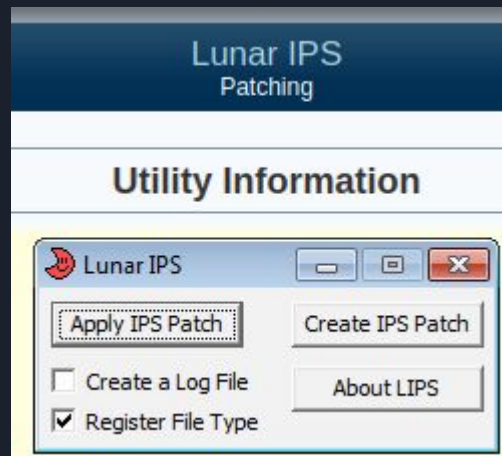 Lunar IPS
Patching
Utility Information
Lunar IPS
Apply IPS Patch
Create IPS Patch
Create a Log File
About LIPS
Register File Type